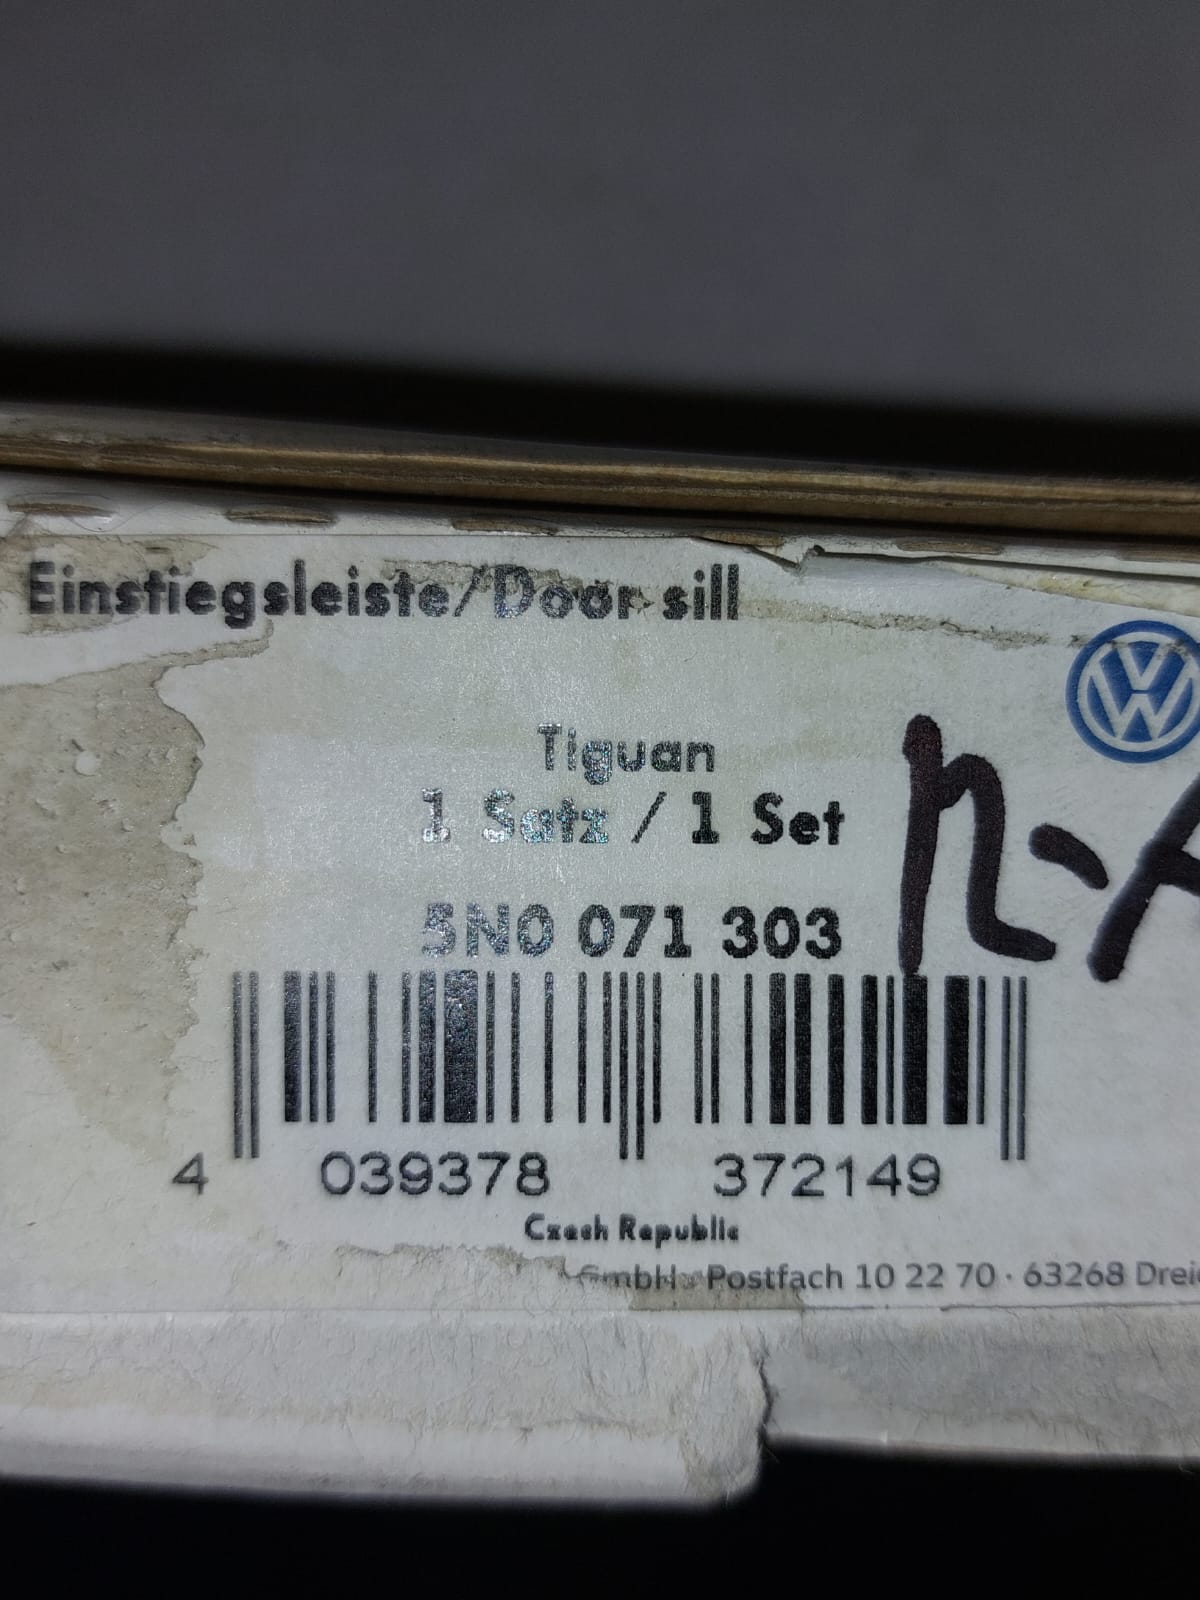 Einstiegsleiste/Door sill
Tiguan
1 Satz / 1 Set
5N0 071 303
4 039378 372149
Czech Republic
GmbH · Postfach 10 22 70 · 63268
n-A